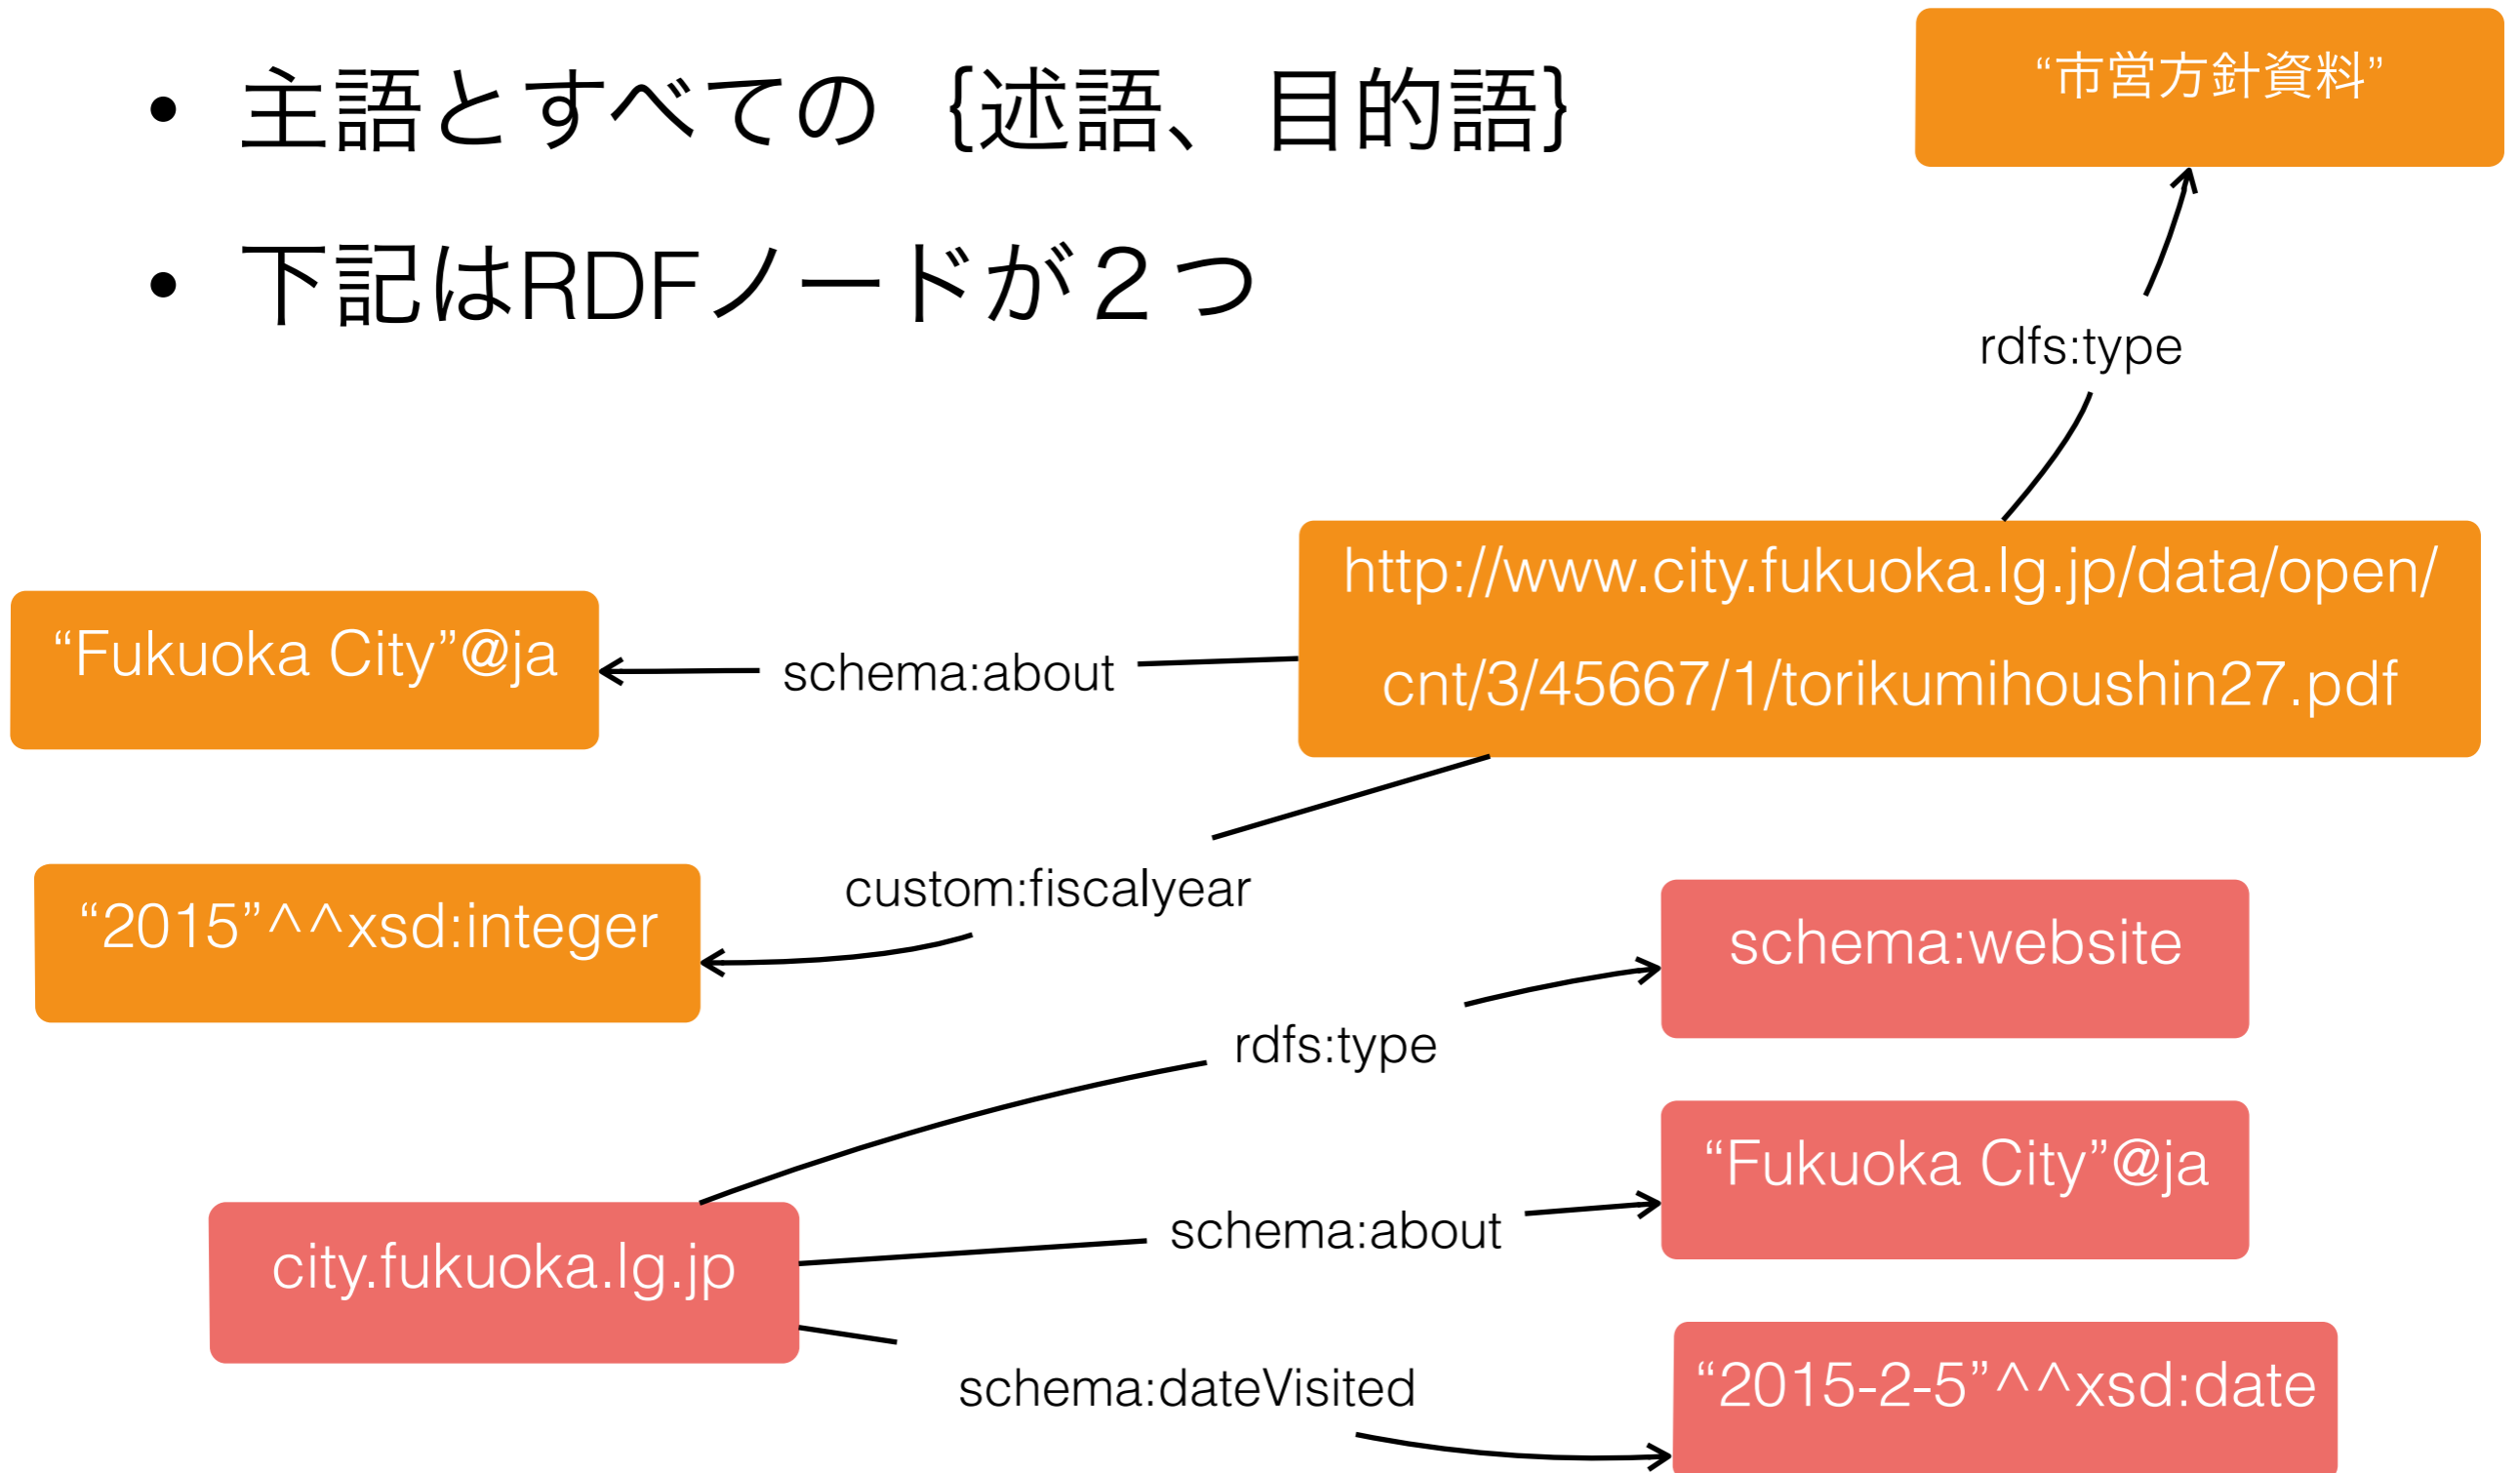 • 主語とすべての｛述語、目的語}
• 下記はRDFノードが２つ
“市営方針資料”
rdfs:type
http://www.city.fukuoka.lg.jp/data/open/
cnt/3/45667/1/torikumihoushin27.pdf
“Fukuoka City”@ja
schema:about
custom:fiscalyear
“2015”^^xsd:integer
schema:website
rdfs:type
“Fukuoka City”@ja
schema:about
city.fukuoka.lg.jp
schema:dateVisited
“2015-2-5”^^xsd:date